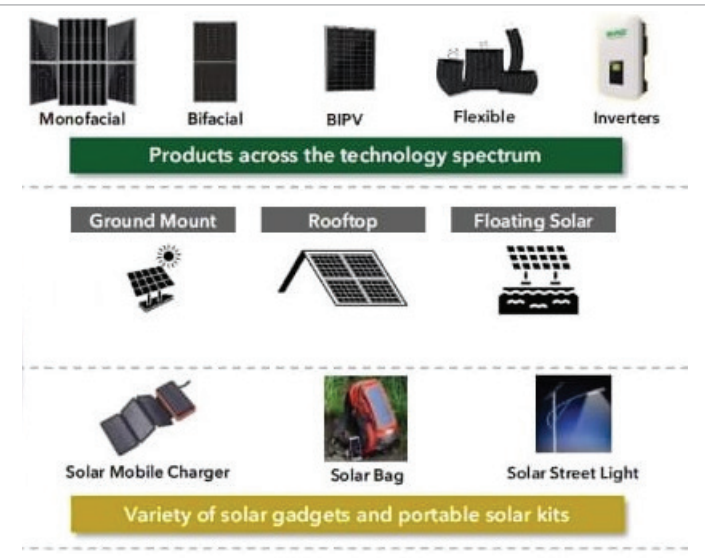 Monofacial
Bifacial
BIPV
Flexible
Inverters
Products across the technology spectrum
Ground Mount
Rooftop
Floating Solar
Solar Mobile Charger
Solar Bag
Solar Street Light
Variety of solar gadgets and portable solar kits